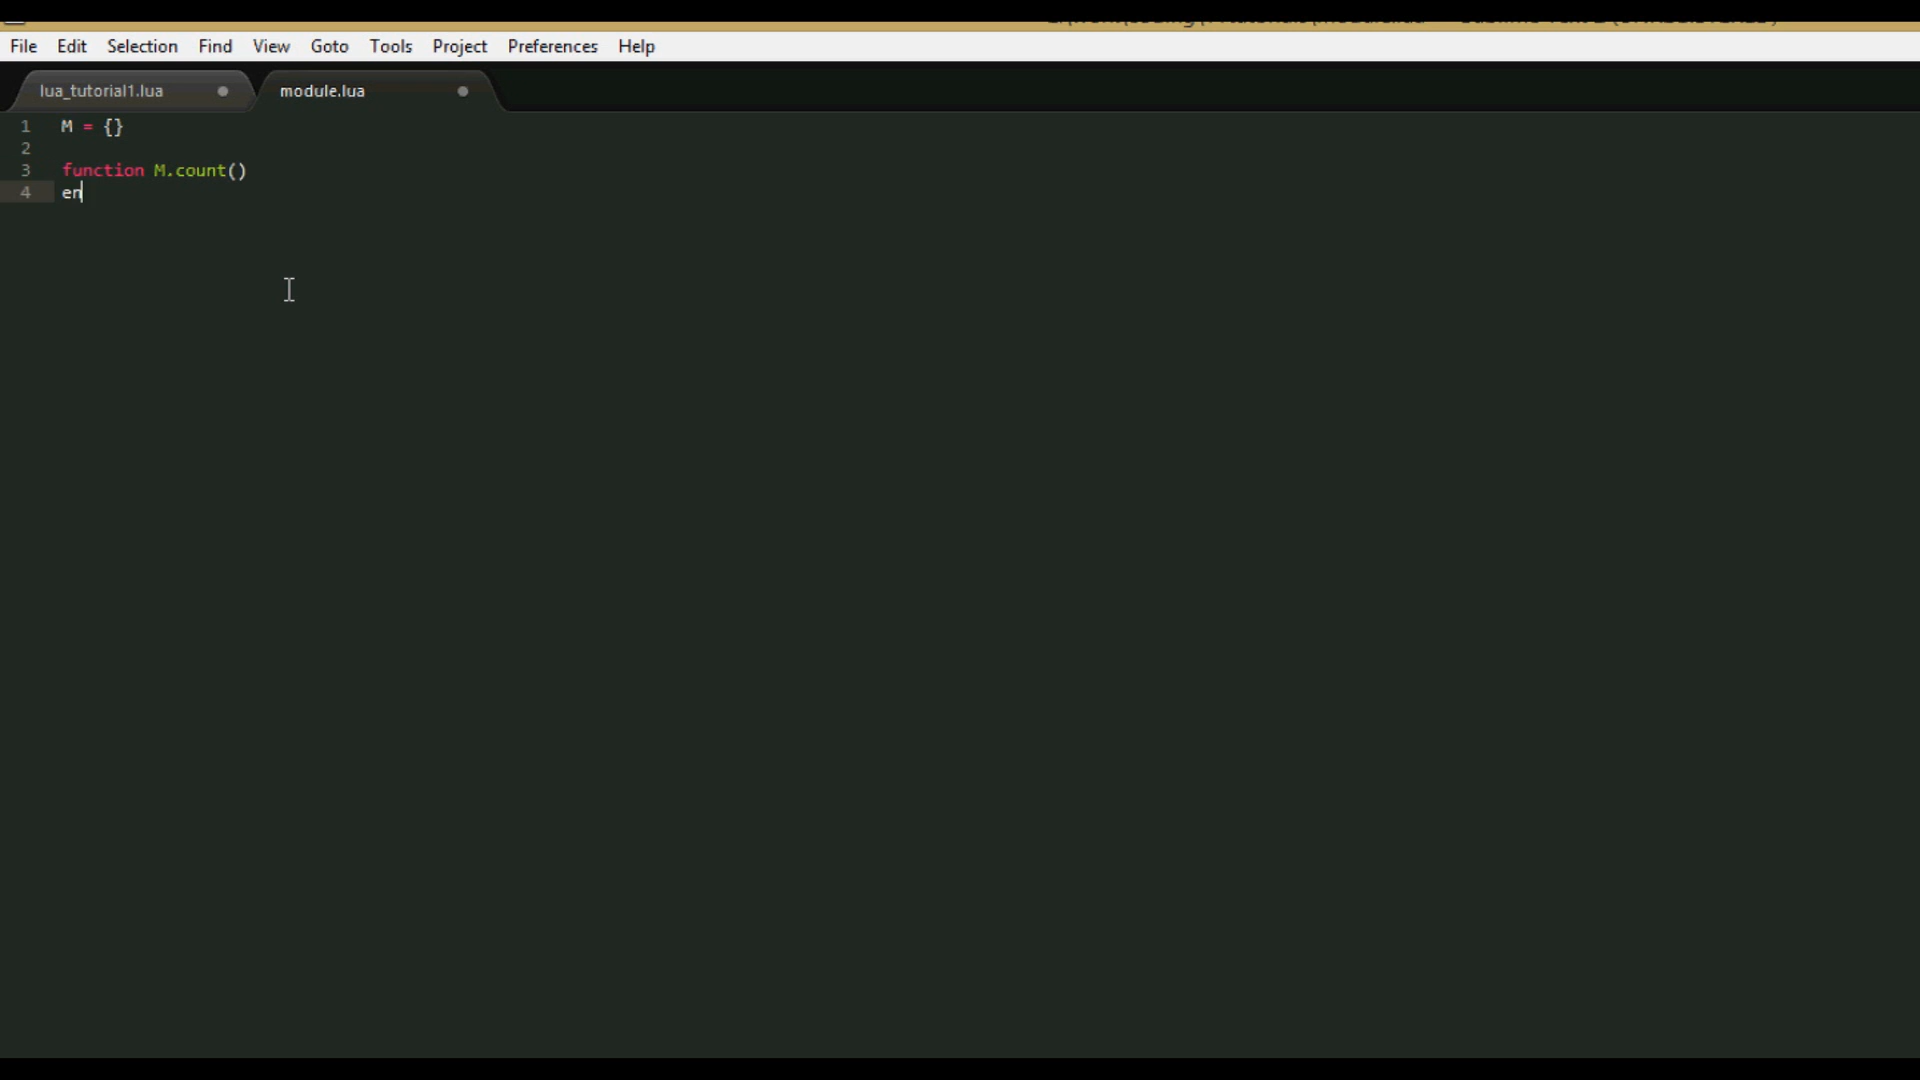 File Edit Selection Find View Goto Tools Project Preferences Help
lua_tutorial1.lua module.lua
1 M = {}
2
3 function M.count()
4 en